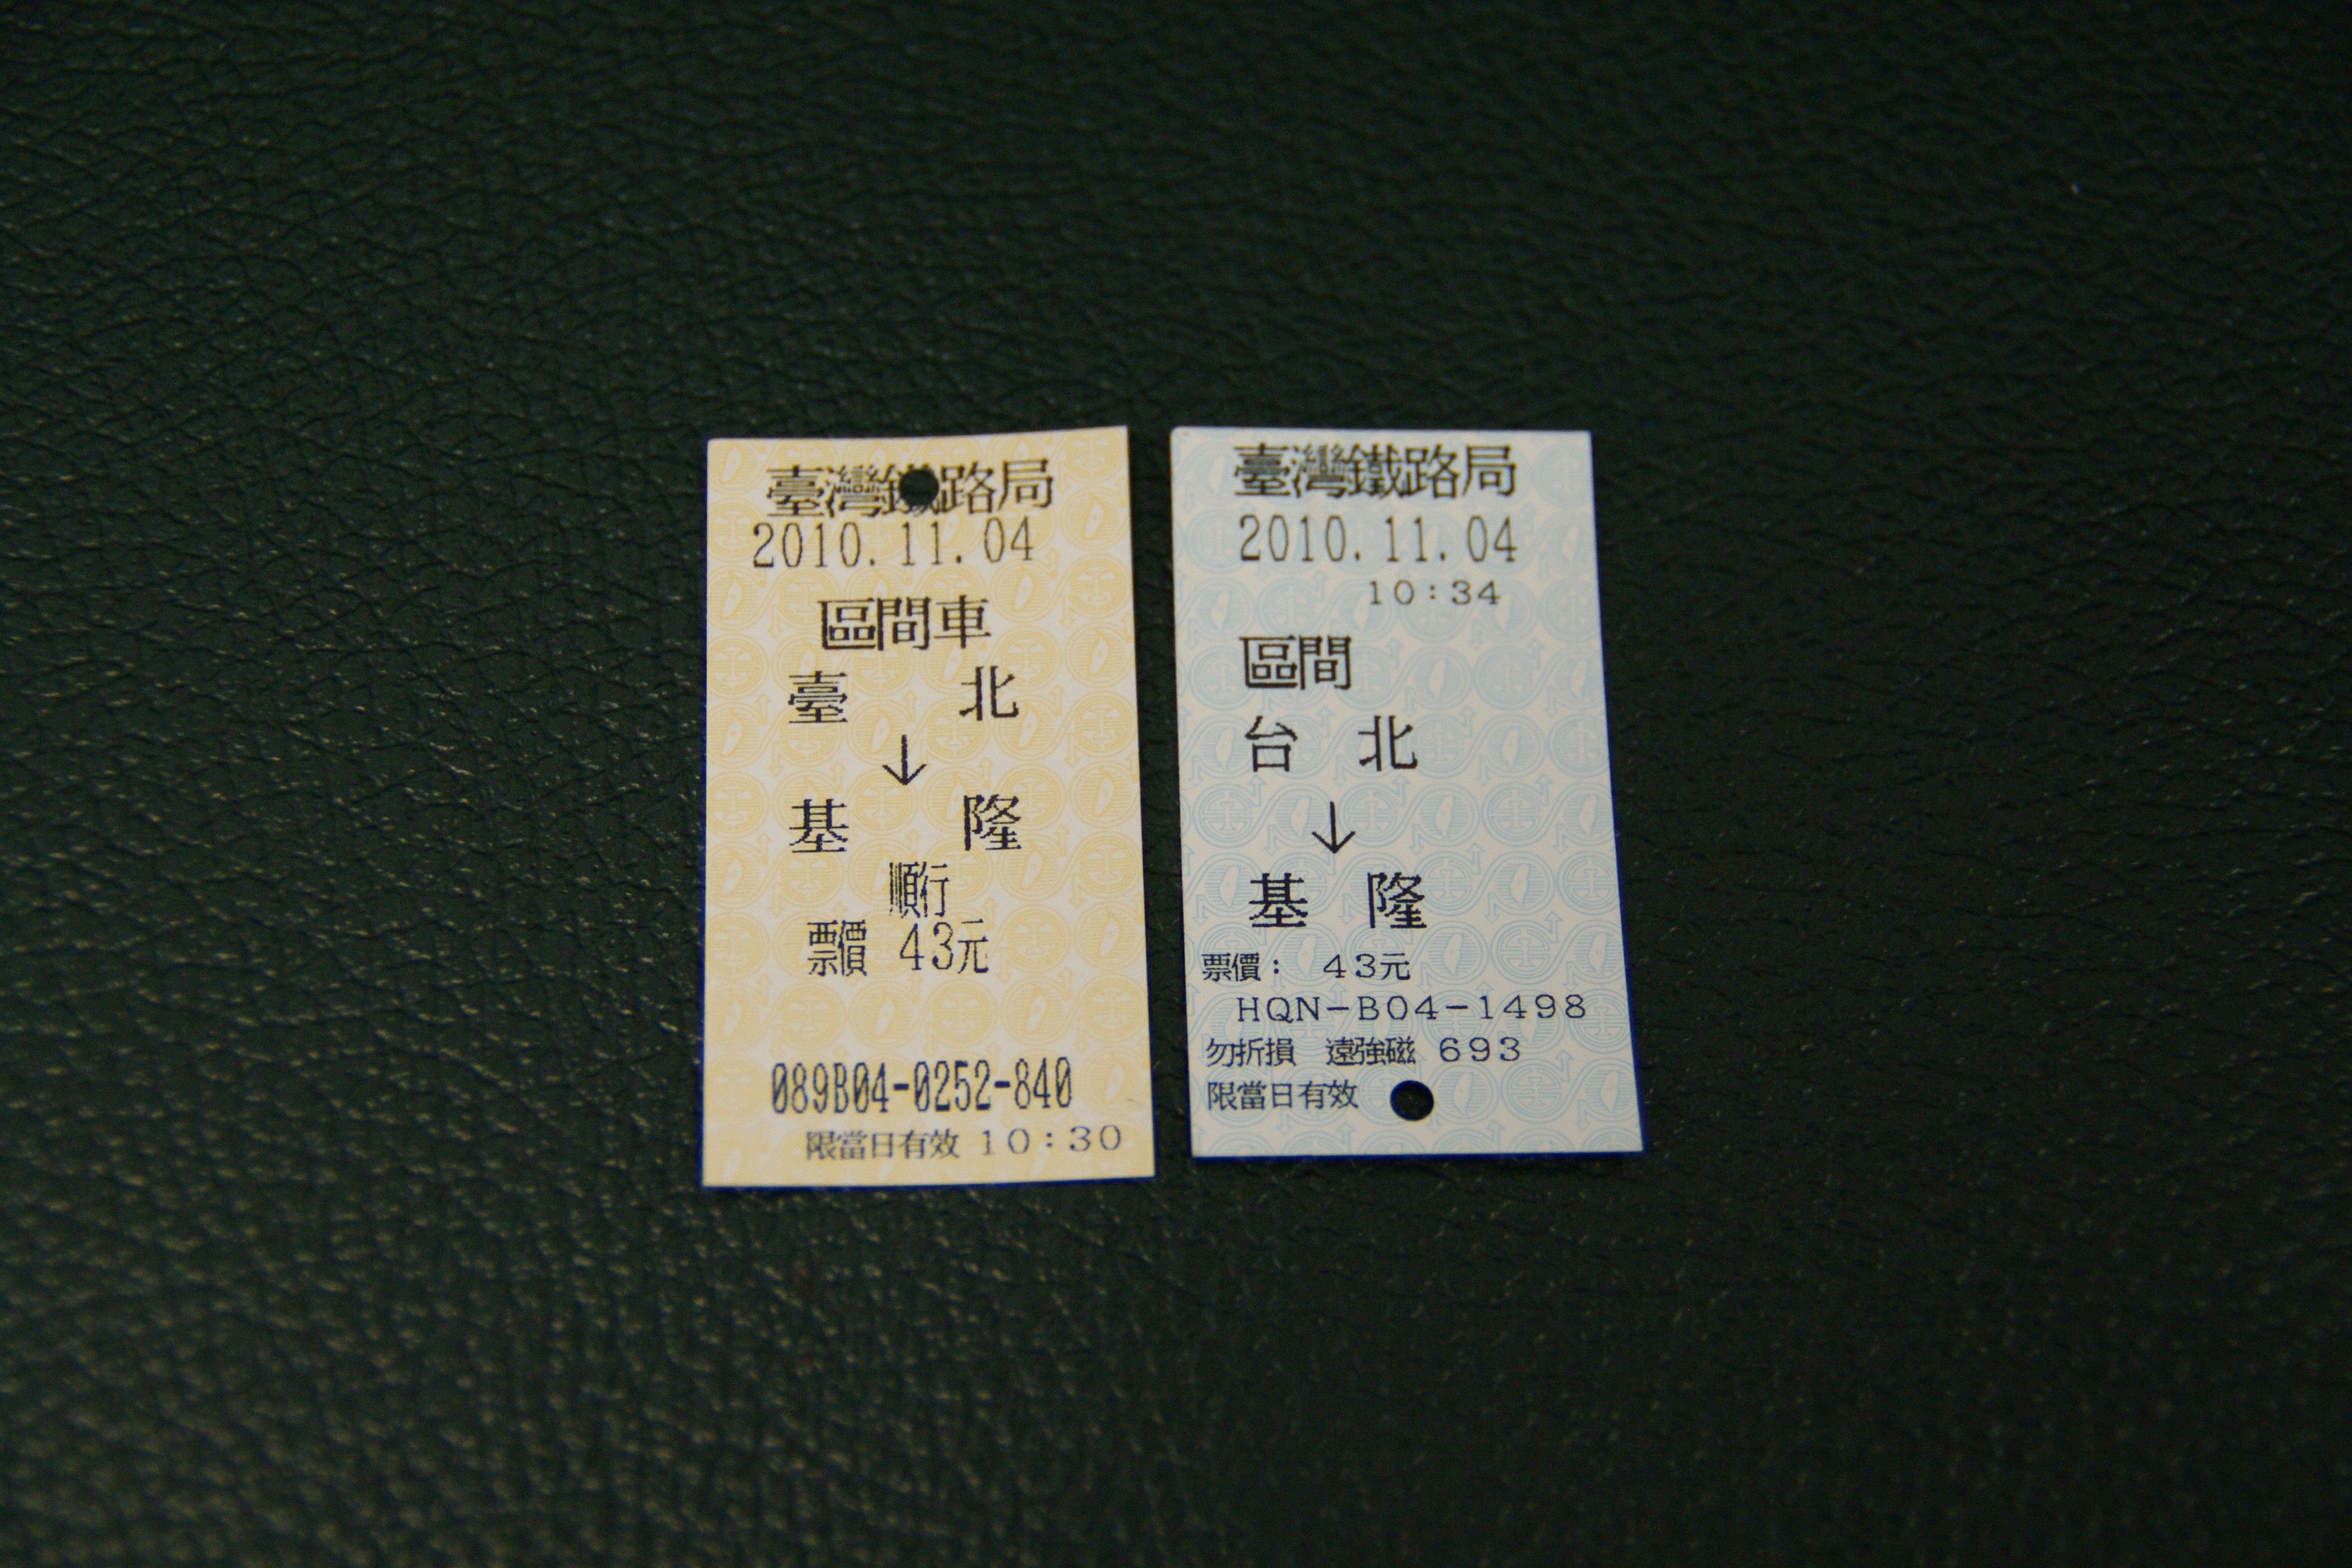 臺灣鐵路局
2010.11.04
區間車
臺 北
↓
基 隆
順行
票價 43元
089B04-0252-840
限當日有效 10:30
臺灣鐵路局
2010.11.04
10:34
區間
台 北
↓
基 隆
票價: 43元
HQN-B04-1498
勿折損 遠強磁 693
限當日有效